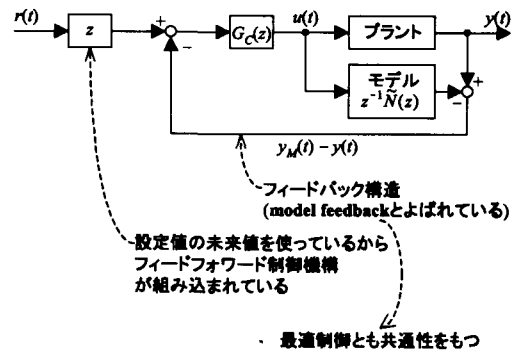 r(t)
z
+
−
G_C(z)
u(t)
プラント
y(t)
モデル
z^{-1}Ñ(z)
+
−
y_M(t) − y(t)
フィードバック構造
(model feedbackとよばれている)
設定値の未来値を使っているから
フィードフォワード制御機構
が組み込まれている
最適制御とも共通性をもつ